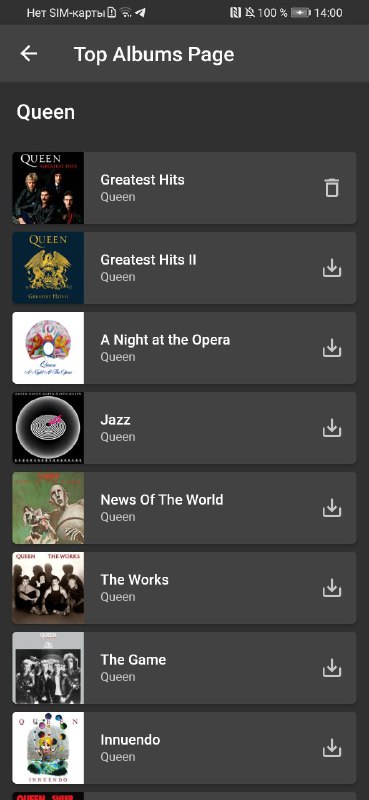 Нет SIM-карты 100 % 14:00
Top Albums Page
Queen
QUEEN
GREATEST HITS
Greatest Hits
Queen
QUEEN
GREATEST HITS II
Greatest Hits II
Queen
Queen
A Night At The Opera
A Night at the Opera
Queen
Jazz
Queen
News Of The World
Queen
QUEEN THE WORKS
The Works
Queen
QUEEN
The Game
Queen
QUEEN
INNUENDO
Innuendo
Queen
QUEEN SHEER